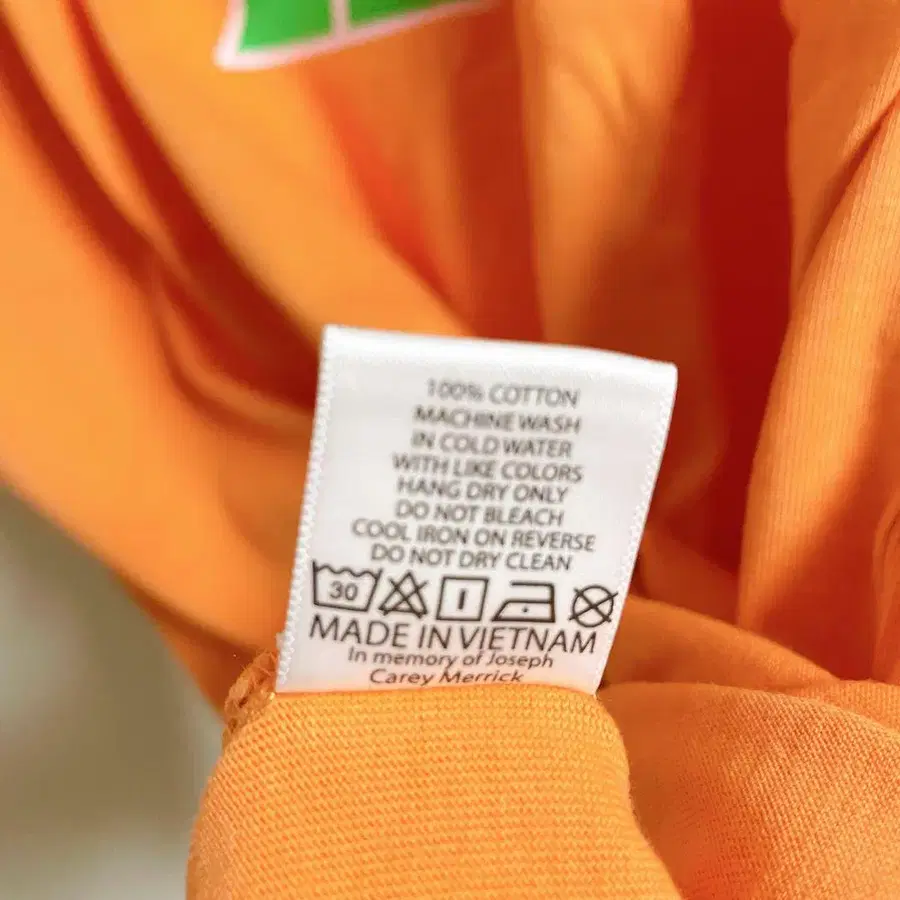 100% COTTON
MACHINE WASH
IN COLD WATER
WITH LIKE COLORS
HANG DRY ONLY
DO NOT BLEACH
COOL IRON ON REVERSE
DO NOT DRY CLEAN
30
MADE IN VIETNAM
In memory of Joseph
Carey Merrick